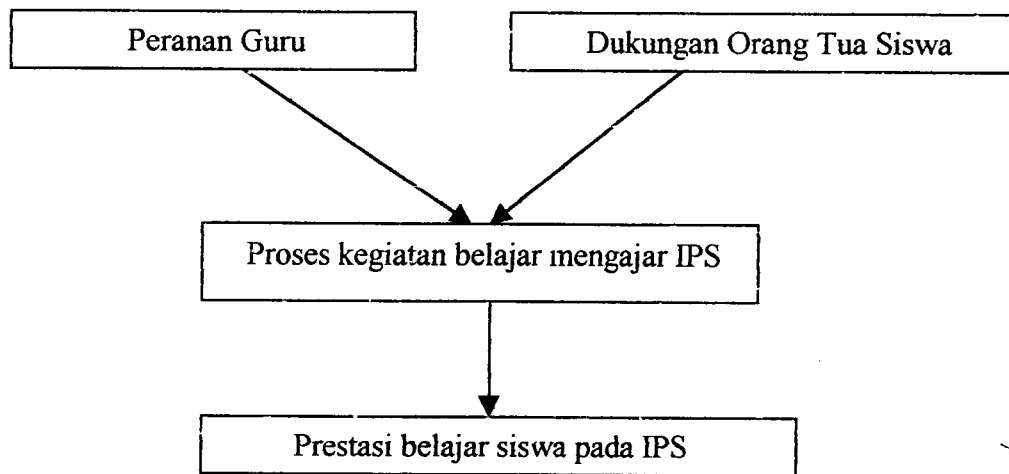 Peranan Guru
Dukungan Orang Tua Siswa
Proses kegiatan belajar mengajar IPS
Prestasi belajar siswa pada IPS